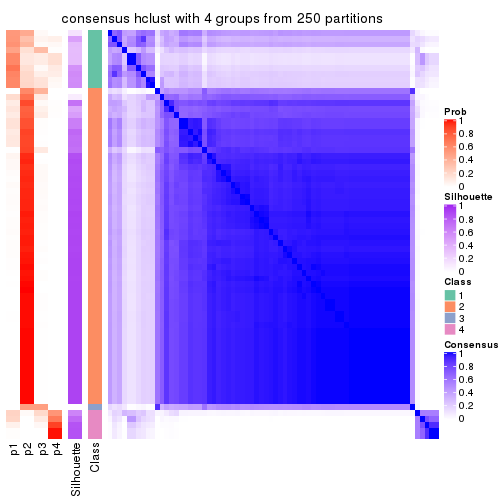 consensus hclust with 4 groups from 250 partitions
Prob
1
0.8
0.6
0.4
0.2
0
Silhouette
1
0.8
0.6
0.4
0.2
0
Class
1
2
3
4
Consensus
1
0.8
0.6
0.4
0.2
0
p1
p2
p3
p4
Silhouette
Class